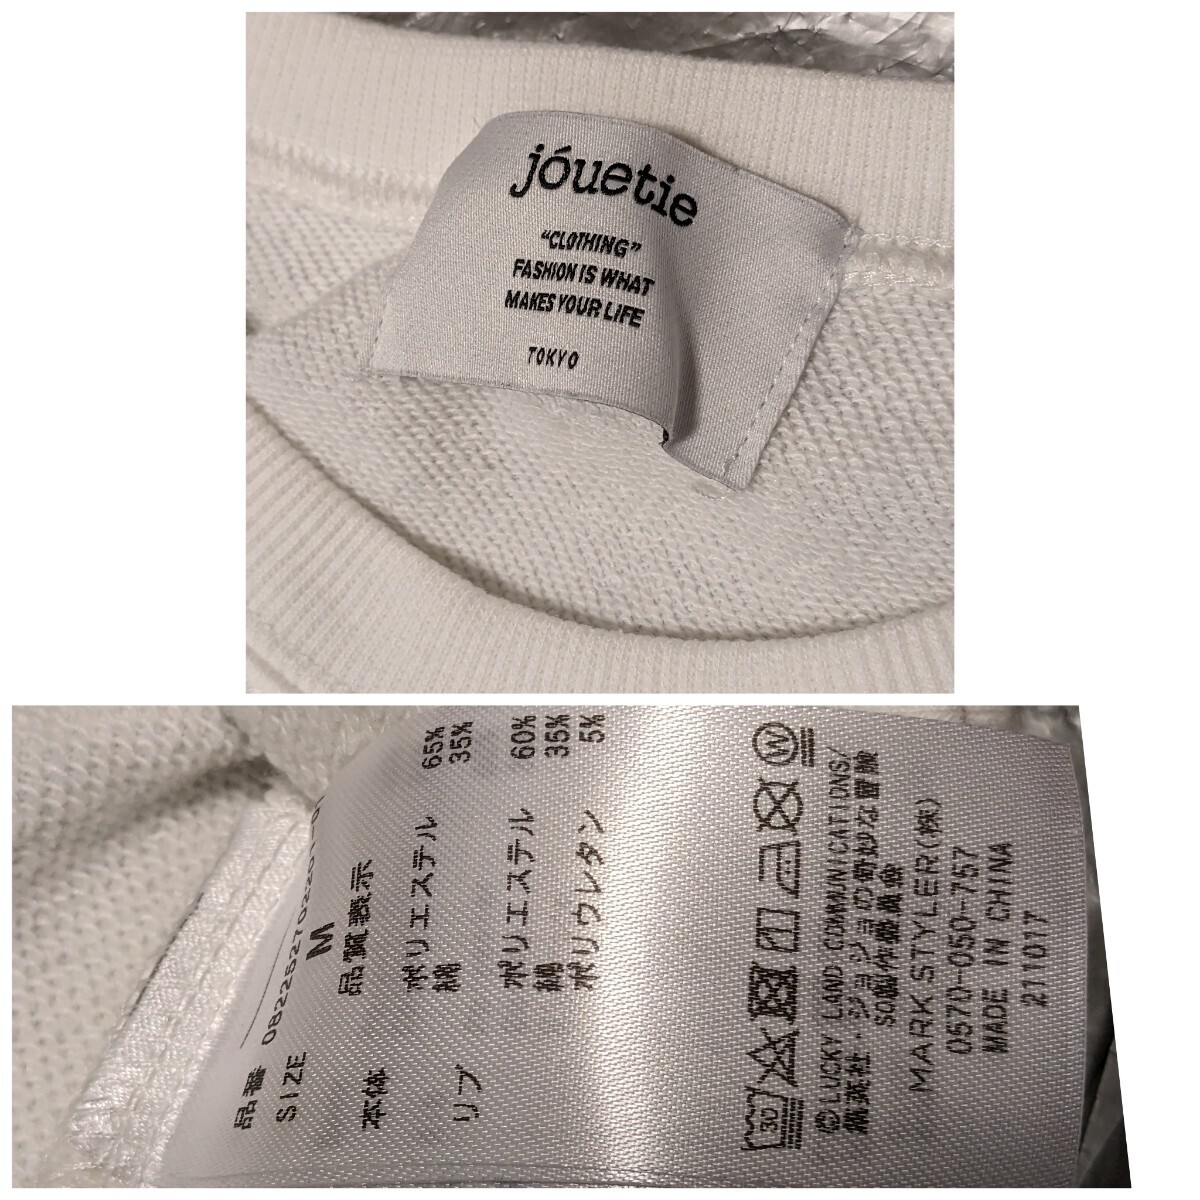 jóuetie
“CLOTHING”
FASHION IS WHAT
MAKES YOUR LIFE
TOKYO
品番 082252702201-01
SIZE M
品質表示
本体 ポリエステル 65%
綿 35%
リブ ポリエステル 60%
綿 35%
ポリウレタン 5%
30
W
©LUCKY LAND COMMUNICATIONS/
集英社・ジョジョの奇妙な冒険
SO製作委員会
MARK STYLER(株)
0570-050-757
MADE IN CHINA
211017